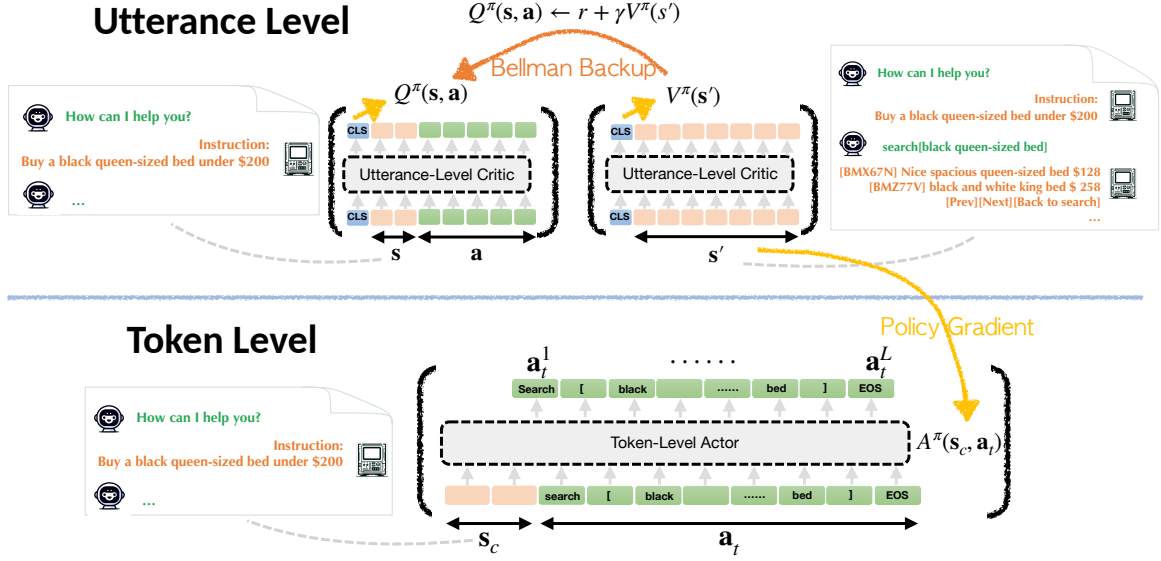 Utterance Level
Q^π(s, a) ← r + γV^π(s′)
Bellman Backup
How can I help you?
Instruction:
Buy a black queen-sized bed under $200
...
Q^π(s, a)
CLS
Utterance-Level Critic
CLS
s
a
V^π(s′)
CLS
Utterance-Level Critic
CLS
s′
How can I help you?
Instruction:
Buy a black queen-sized bed under $200
search[black queen-sized bed]
[BMX67N] Nice spacious queen-sized bed $128
[BMZ77V] black and white king bed $ 258
[Prev][Next][Back to search]
...
Token Level
Policy Gradient
How can I help you?
Instruction:
Buy a black queen-sized bed under $200
...
a_t^1 ...... a_t^L
Search [ black ...... bed ] EOS
Token-Level Actor
A^π(s_c, a_t)
search [ black ...... bed ] EOS
s_c
a_t